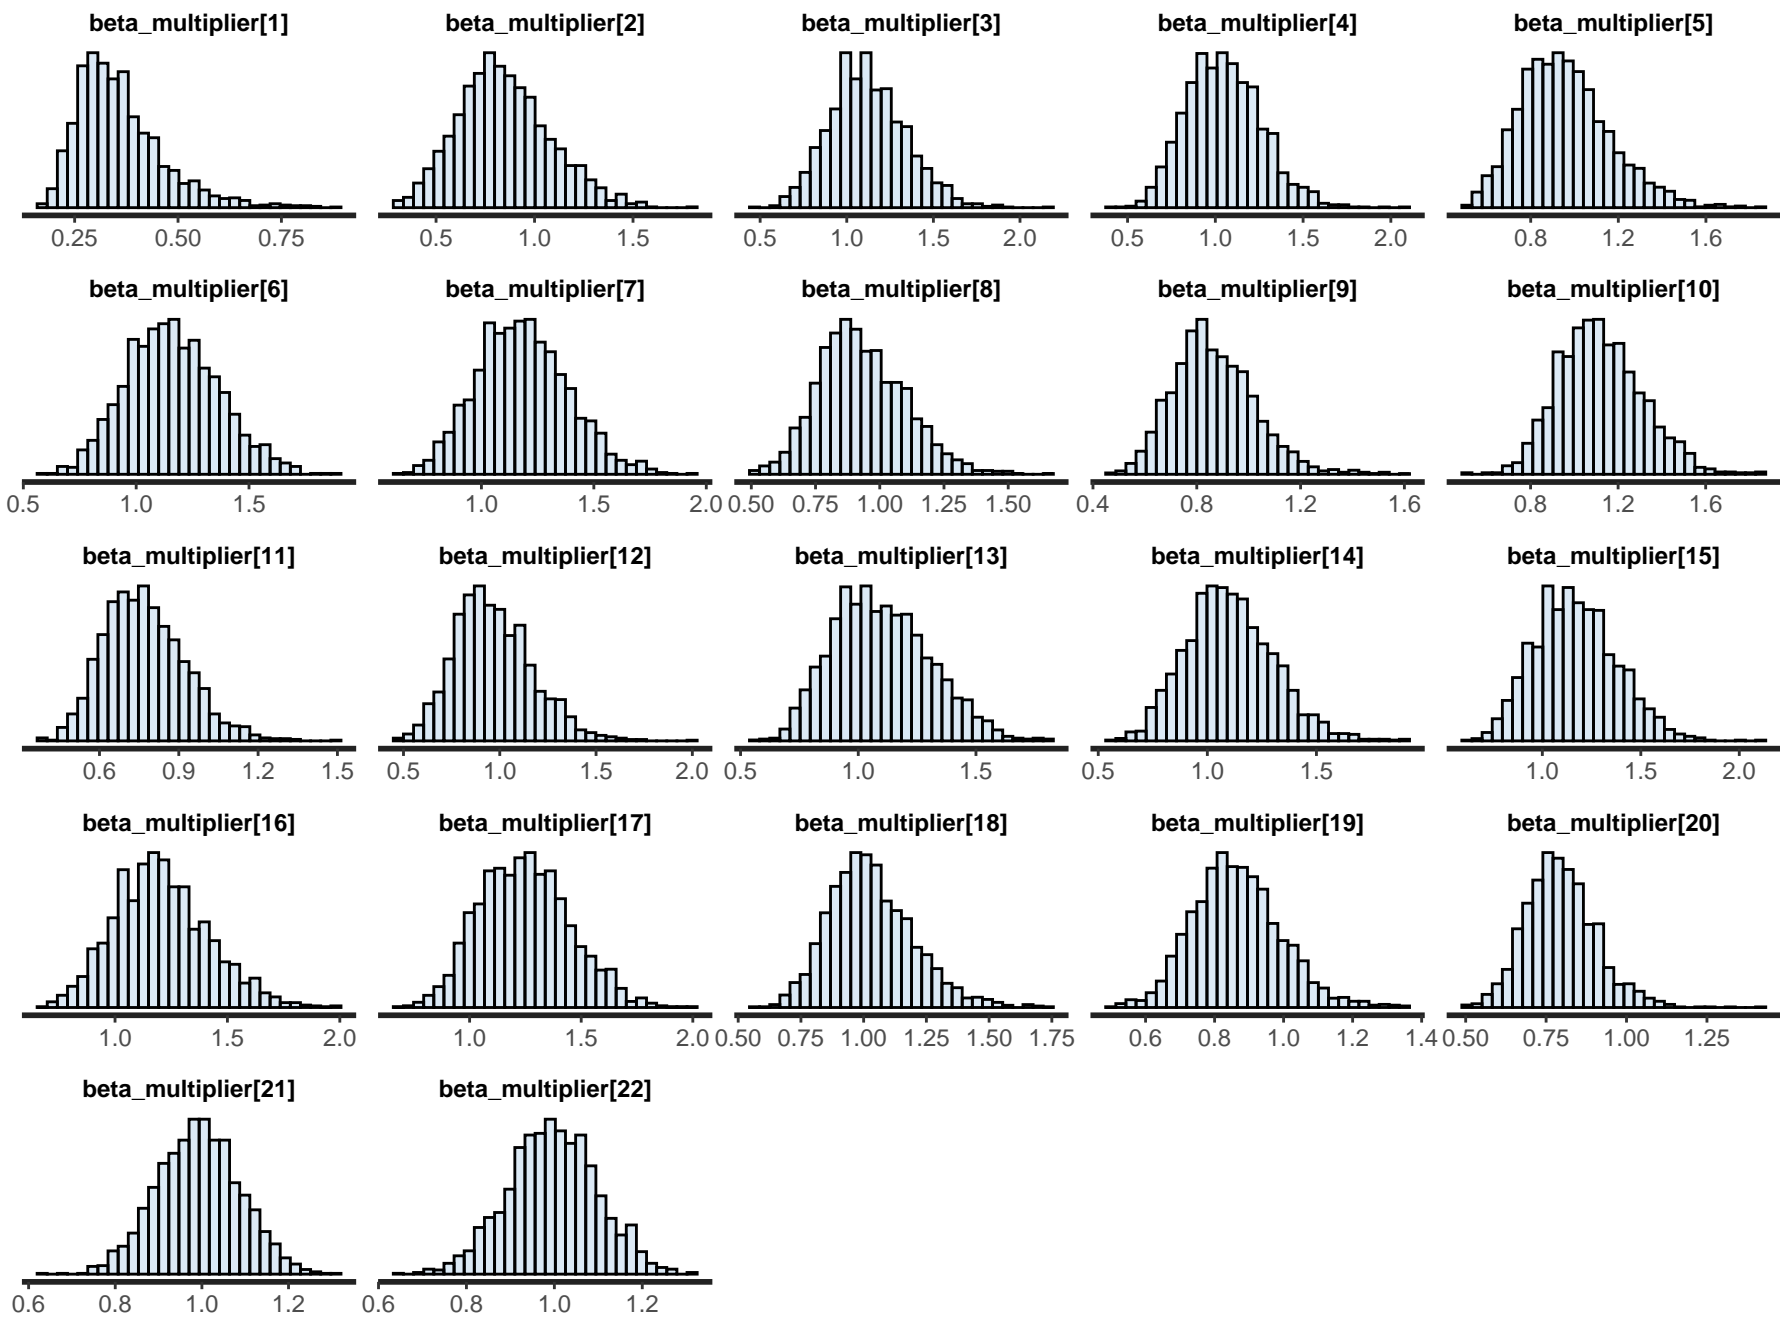 beta_multiplier[1] beta_multiplier[2] beta_multiplier[3] beta_multiplier[4] beta_multiplier[5]
0.25 0.50 0.75 0.5 1.0 1.5 0.5 1.0 1.5 2.0 0.5 1.0 1.5 2.0 0.8 1.2 1.6
beta_multiplier[6] beta_multiplier[7] beta_multiplier[8] beta_multiplier[9] beta_multiplier[10]
0.5 1.0 1.5 1.0 1.5 2.0 0.50 0.75 1.00 1.25 1.50 0.4 0.8 1.2 1.6 0.8 1.2 1.6
beta_multiplier[11] beta_multiplier[12] beta_multiplier[13] beta_multiplier[14] beta_multiplier[15]
0.6 0.9 1.2 1.5 0.5 1.0 1.5 2.0 0.5 1.0 1.5 0.5 1.0 1.5 1.0 1.5 2.0
beta_multiplier[16] beta_multiplier[17] beta_multiplier[18] beta_multiplier[19] beta_multiplier[20]
1.0 1.5 2.0 1.0 1.5 2.0 0.50 0.75 1.00 1.25 1.50 1.75 0.6 0.8 1.0 1.2 1.4 0.50 0.75 1.00 1.25
beta_multiplier[21] beta_multiplier[22]
0.6 0.8 1.0 1.2 0.6 0.8 1.0 1.2